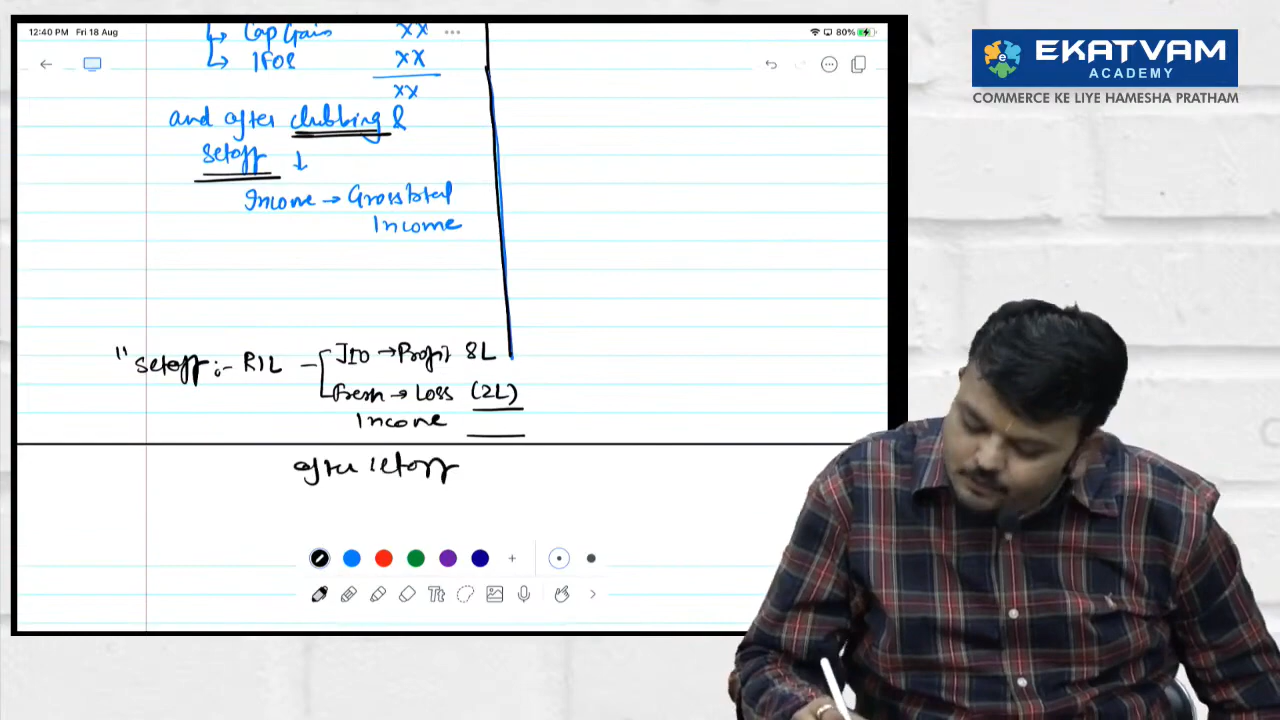 12:40 PM Fri 18 Aug
80%
Cap Gain XX
IFOS XX
XX
and after clubbing &
Setoff ↓
Income → Gross total
Income
"Setoff :- RIL
JIO → Profit 8L
Fresh → Loss (2L)
Income
after setoff
Tt
EKATVAM
ACADEMY
COMMERCE KE LIYE HAMESHA PRATHAM